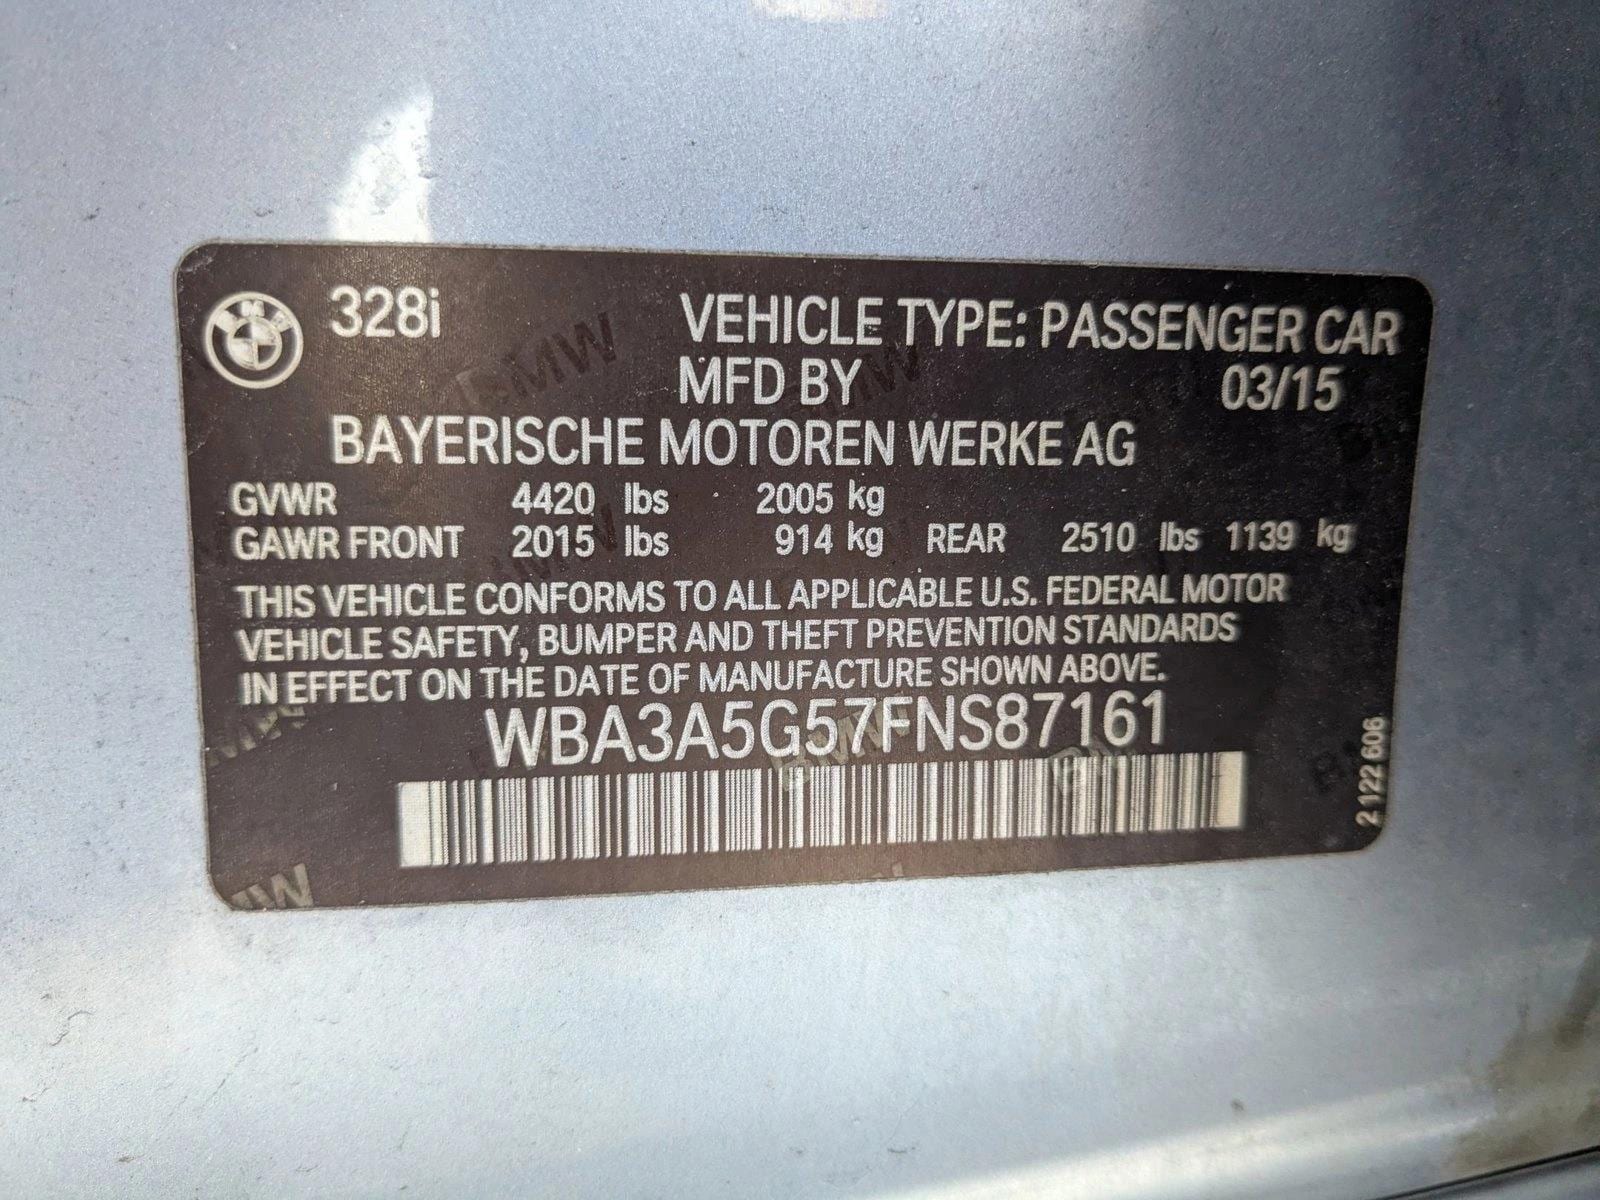 328i VEHICLE TYPE: PASSENGER CAR
MFD BY 03/15
BAYERISCHE MOTOREN WERKE AG
GVWR 4420 lbs 2005 kg
GAWR FRONT 2015 lbs 914 kg REAR 2510 lbs 1139 kg
THIS VEHICLE CONFORMS TO ALL APPLICABLE U.S. FEDERAL MOTOR
VEHICLE SAFETY, BUMPER AND THEFT PREVENTION STANDARDS
IN EFFECT ON THE DATE OF MANUFACTURE SHOWN ABOVE.
WBA3A5G57FNS87161
2 122 606